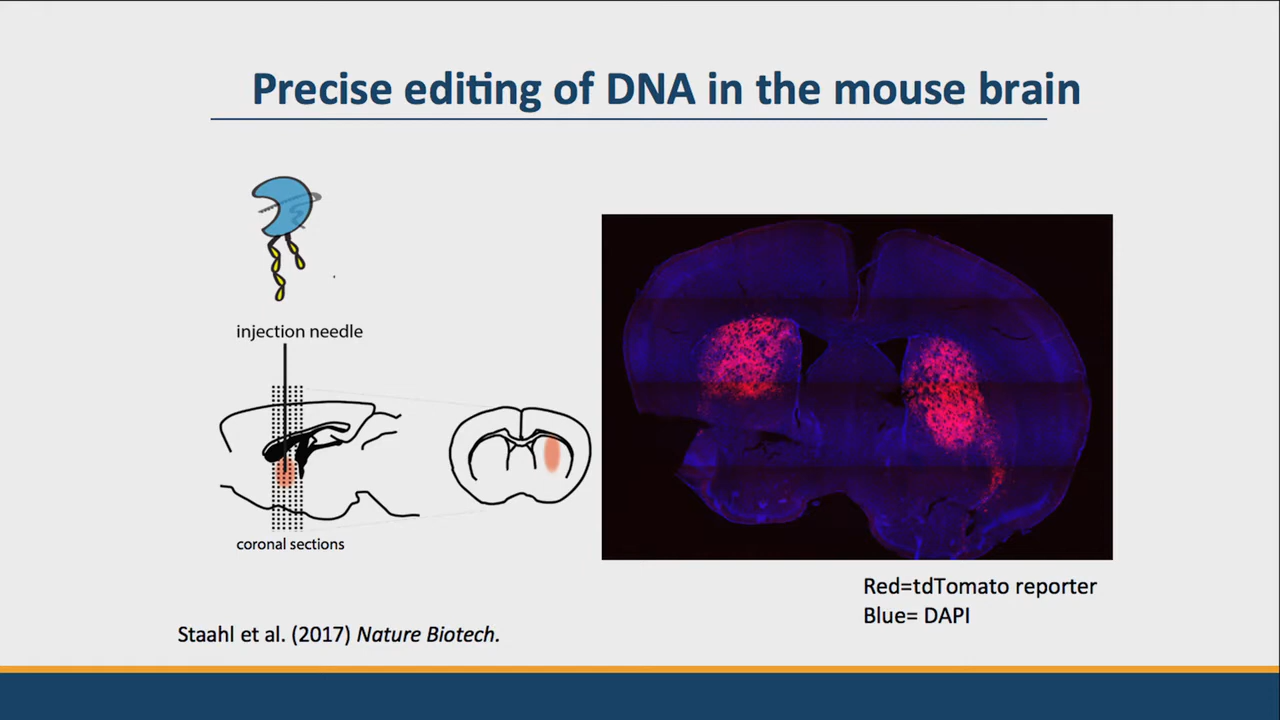 Precise editing of DNA in the mouse brain
injection needle
coronal sections
Red=tdTomato reporter
Blue= DAPI
Staahl et al. (2017) Nature Biotech.